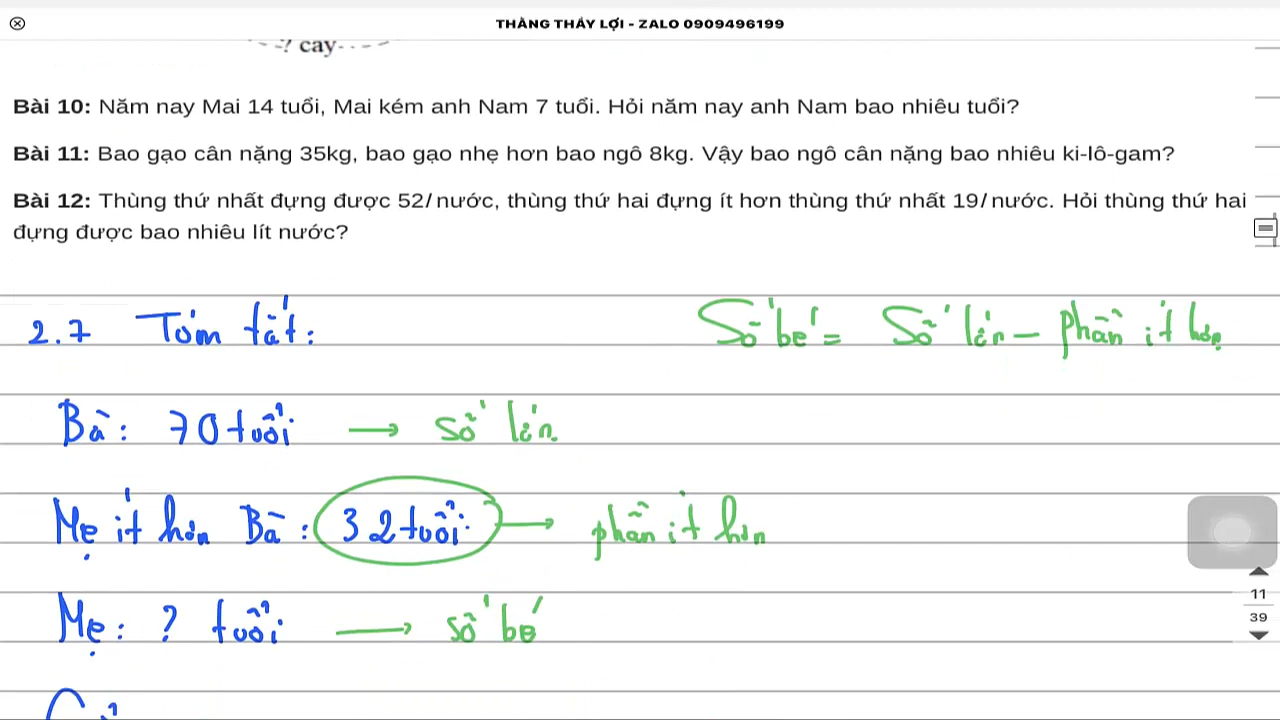 THẦNG THẦY LỢI - ZALO 0909496199
? cây
Bài 10: Năm nay Mai 14 tuổi, Mai kém anh Nam 7 tuổi. Hỏi năm nay anh Nam bao nhiêu tuổi?
Bài 11: Bao gạo cân nặng 35kg, bao gạo nhẹ hơn bao ngô 8kg. Vậy bao ngô cân nặng bao nhiêu ki-lô-gam?
Bài 12: Thùng thứ nhất đựng được 52l nước, thùng thứ hai đựng ít hơn thùng thứ nhất 19l nước. Hỏi thùng thứ hai
đựng được bao nhiêu lít nước?
2.7 Tóm tắt: Số bé = Số lớn - phần ít hơn
Bà: 70 tuổi → số lớn
Mẹ ít hơn Bà: 32 tuổi → phần ít hơn
Mẹ: ? tuổi → số bé
11
39